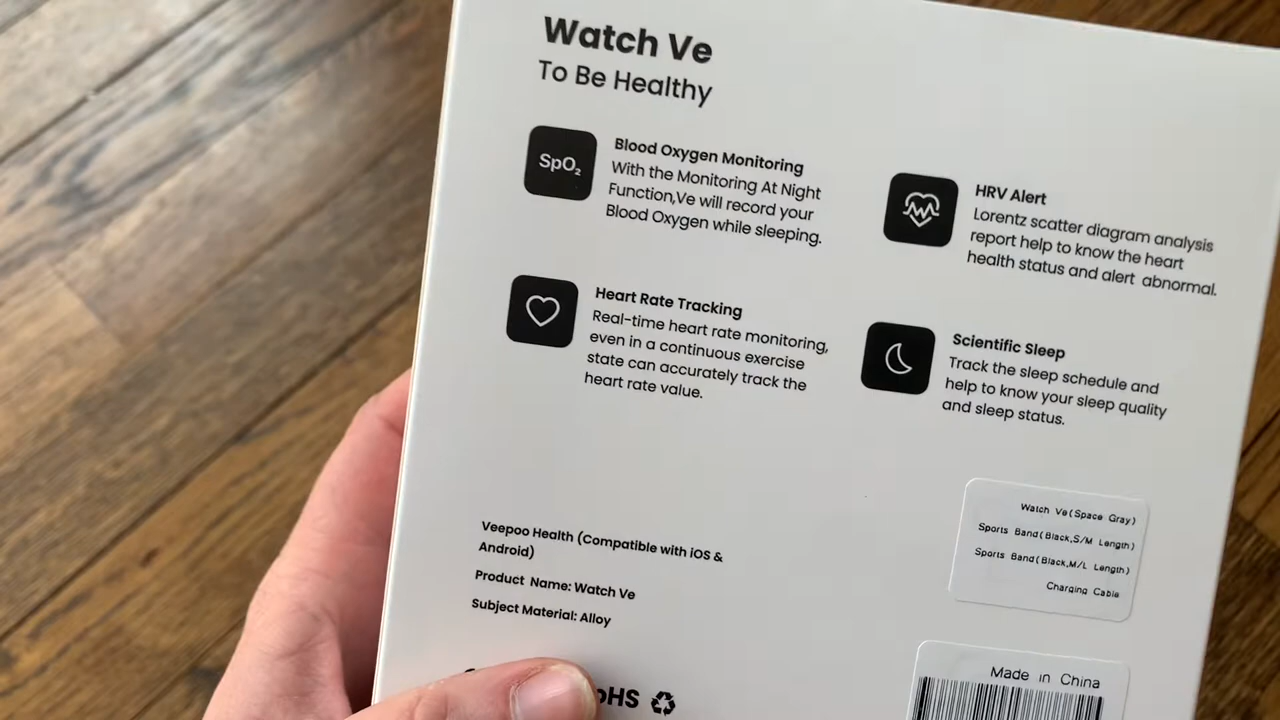 Watch Ve
To Be Healthy
SpO₂
Blood Oxygen Monitoring
With the Monitoring At Night
Function,Ve will record your
Blood Oxygen while sleeping.
HRV Alert
Lorentz scatter diagram analysis
report help to know the heart
health status and alert abnormal.
Heart Rate Tracking
Real-time heart rate monitoring,
even in a continuous exercise
state can accurately track the
heart rate value.
Scientific Sleep
Track the sleep schedule and
help to know your sleep quality
and sleep status.
Veepoo Health (Compatible with iOS &
Android)
Product Name: Watch Ve
Subject Material: Alloy
Watch Ve(Space Gray)
Sports Band(Black,S/M Length)
Sports Band(Black,M/L Length)
Charging Cable
Made in China